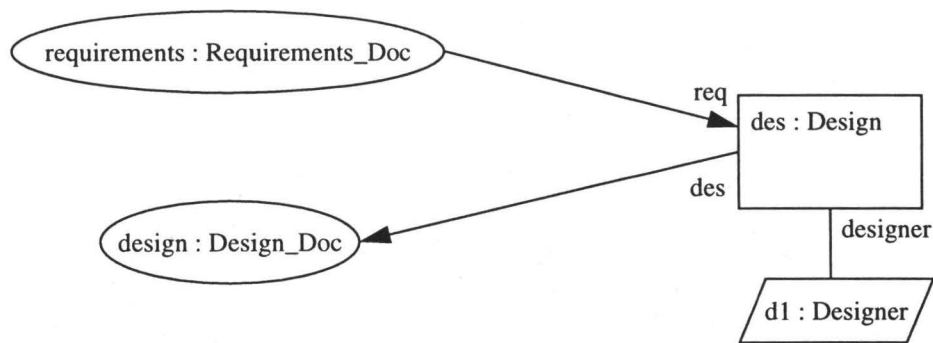 requirements : Requirements_Doc
req
des : Design
des
designer
design : Design_Doc
d1 : Designer